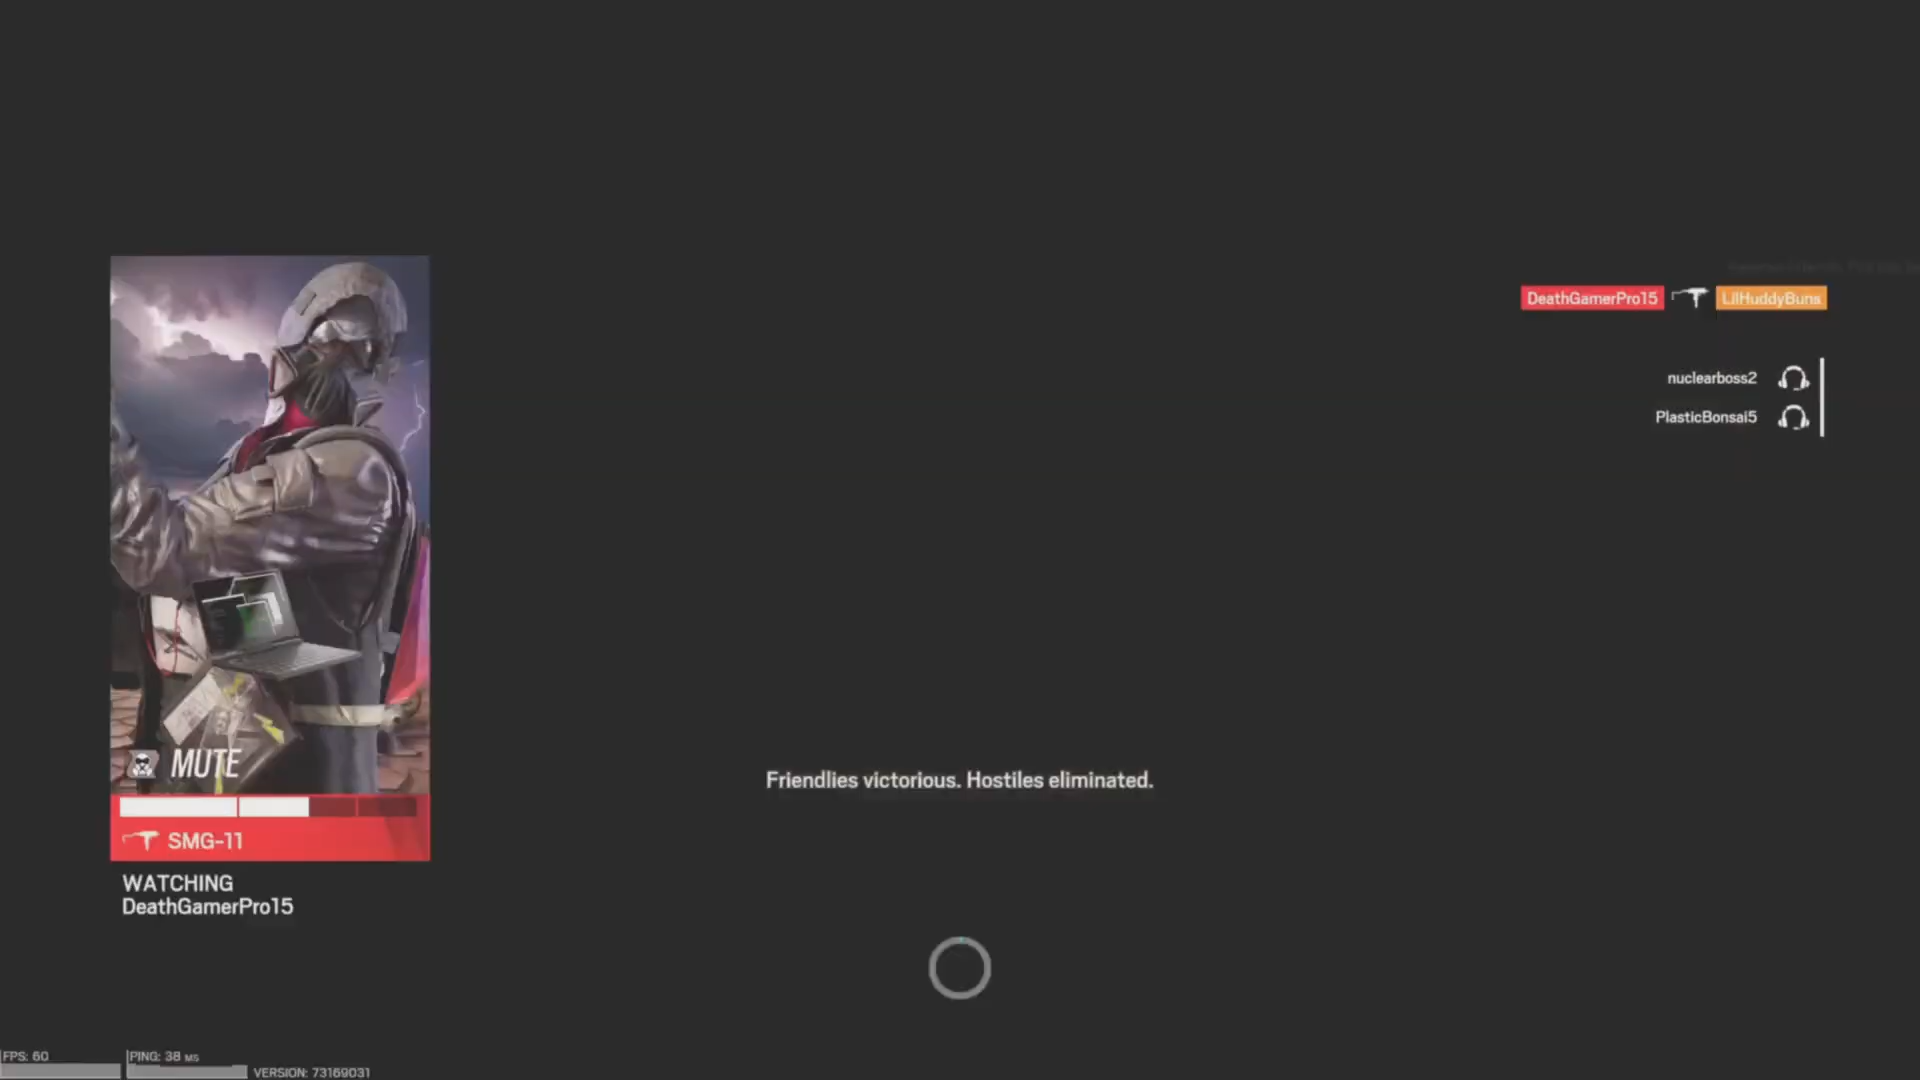 DeathGamerPro15 LilHuddyBuns
nuclearboss2
PlasticBonsai5
MUTE
Friendlies victorious. Hostiles eliminated.
SMG-11
WATCHING
DeathGamerPro15
FPS: 60
PING: 38 MS
VERSION: 73169031